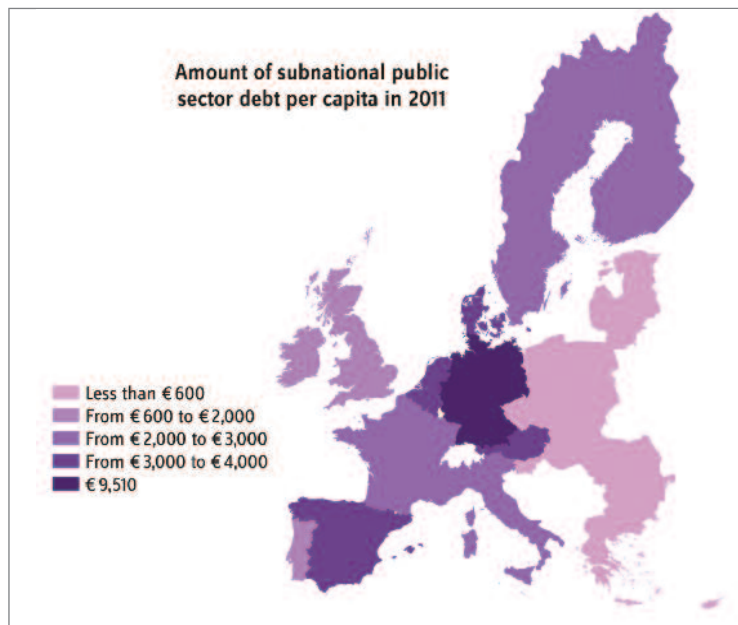 Amount of subnational public
sector debt per capita in 2011
Less than €600
From €600 to €2,000
From €2,000 to €3,000
From €3,000 to €4,000
€9,510